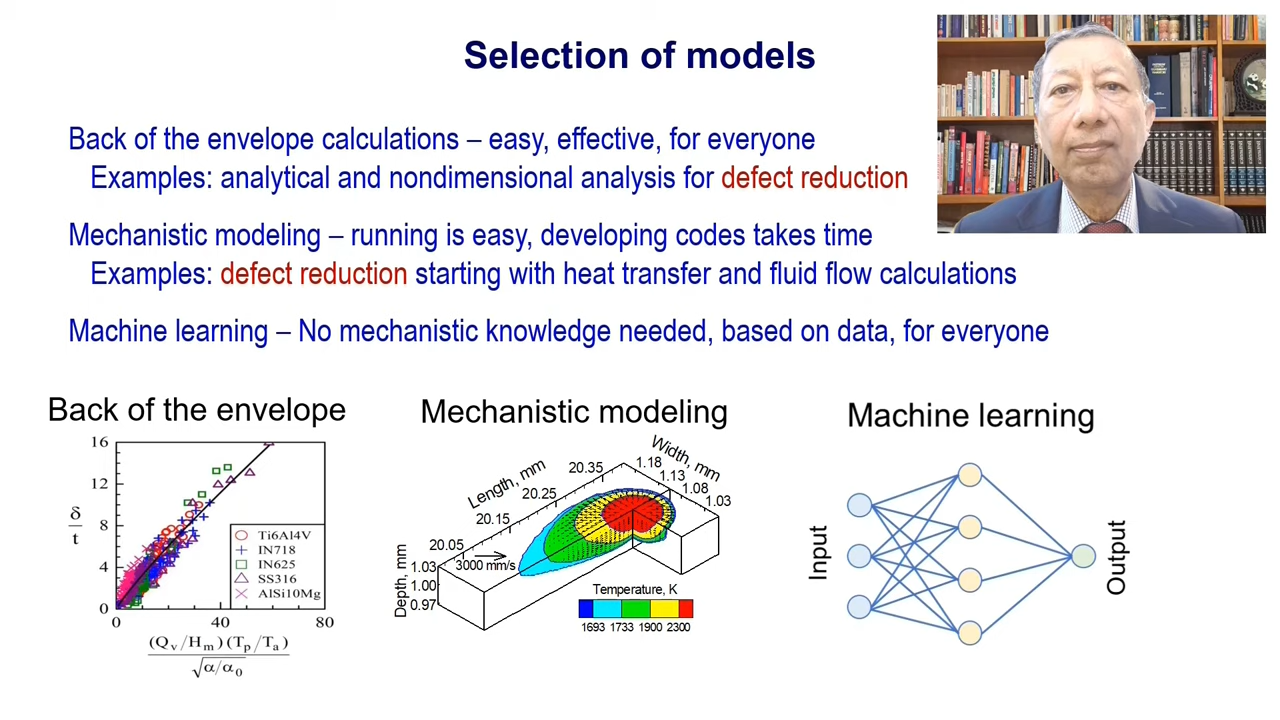 Selection of models
Back of the envelope calculations – easy, effective, for everyone
Examples: analytical and nondimensional analysis for defect reduction
Mechanistic modeling – running is easy, developing codes takes time
Examples: defect reduction starting with heat transfer and fluid flow calculations
Machine learning – No mechanistic knowledge needed, based on data, for everyone
Back of the envelope
16
12
8
4
0
δ
t
Ti6Al4V
IN718
IN625
SS316
AlSi10Mg
0
40
80
(Qv/Hm)(Tp/Ta)
√α/α0
Mechanistic modeling
Length, mm
Width, mm
Depth, mm
20.35
20.25
20.15
20.05
1.18
1.13
1.08
1.03
1.03
1.00
0.97
3000 mm/s
Temperature, K
1693 1733 1900 2300
Machine learning
Input
Output